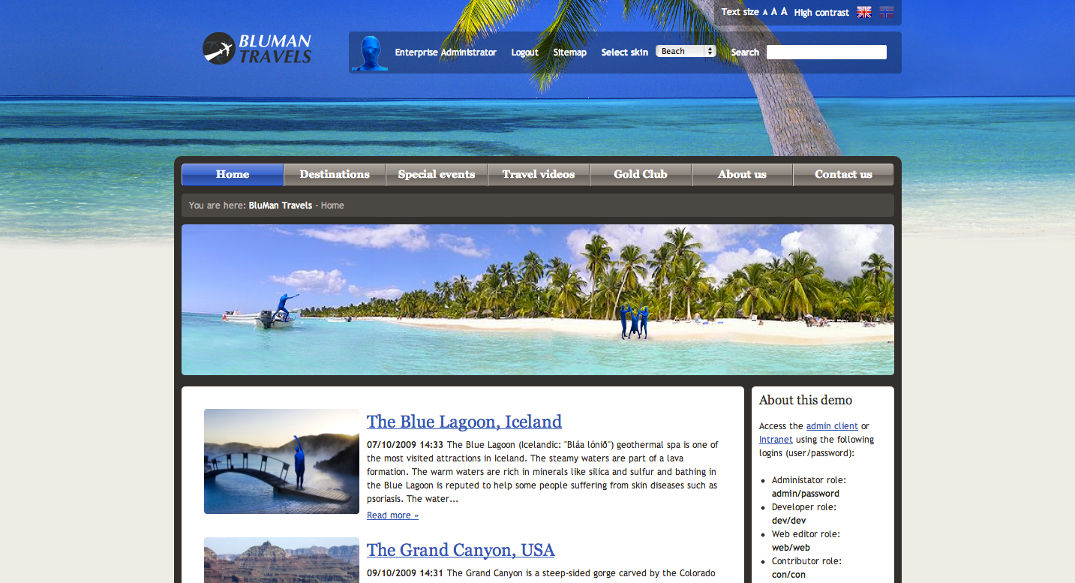 Text size A A A High contrast
BLUMAN
TRAVELS
Enterprise Administrator Logout Sitemap Select skin Beach Search
Home Destinations Special events Travel videos Gold Club About us Contact us
You are here: BluMan Travels - Home
The Blue Lagoon, Iceland
07/10/2009 14:33 The Blue Lagoon (Icelandic: "Bláa lónið") geothermal spa is one of
the most visited attractions in Iceland. The steamy waters are part of a lava
formation. The warm waters are rich in minerals like silica and sulfur and bathing in
the Blue Lagoon is reputed to help some people suffering from skin diseases such as
psoriasis. The water...
Read more »
The Grand Canyon, USA
09/10/2009 14:31 The Grand Canyon is a steep-sided gorge carved by the Colorado
About this demo
Access the admin client or
Intranet using the following
logins (user/password):
Administator role:
admin/password
Developer role:
dev/dev
Web editor role:
web/web
Contributor role:
con/con